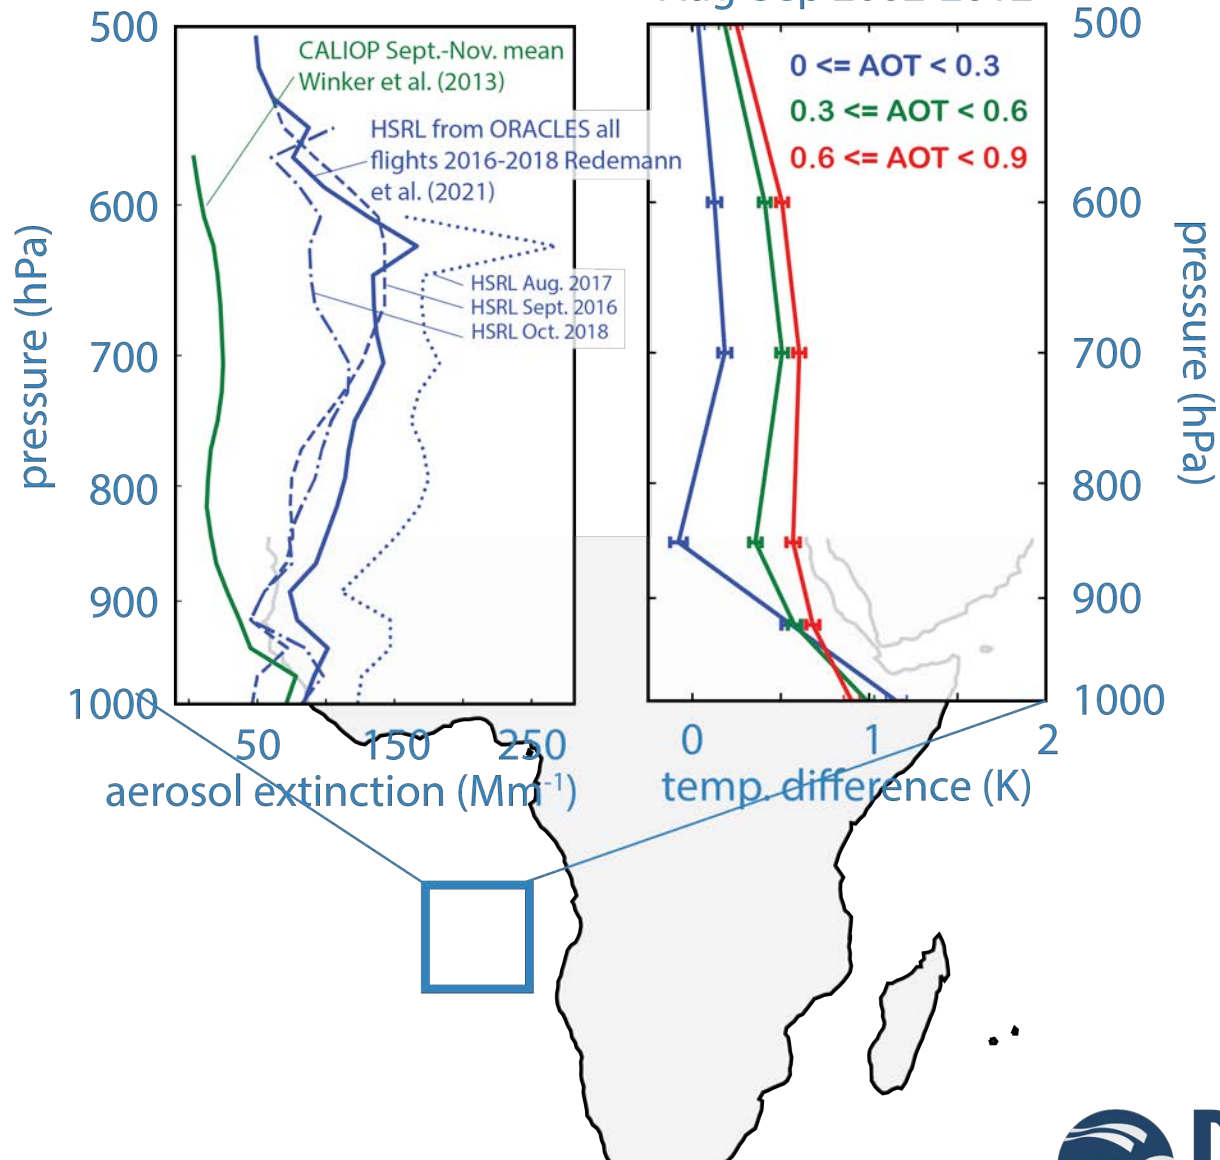 500
600
700
800
900
1000
pressure (hPa)
CALIOP Sept.-Nov. mean
Winker et al. (2013)
HSRL from ORACLES all
flights 2016-2018 Redemann
et al. (2021)
HSRL Aug. 2017
HSRL Sept. 2016
HSRL Oct. 2018
50 150 250
aerosol extinction (Mm⁻¹)
0 <= AOT < 0.3
0.3 <= AOT < 0.6
0.6 <= AOT < 0.9
0 1 2
temp. difference (K)
500
600
700
800
900
1000
pressure (hPa)